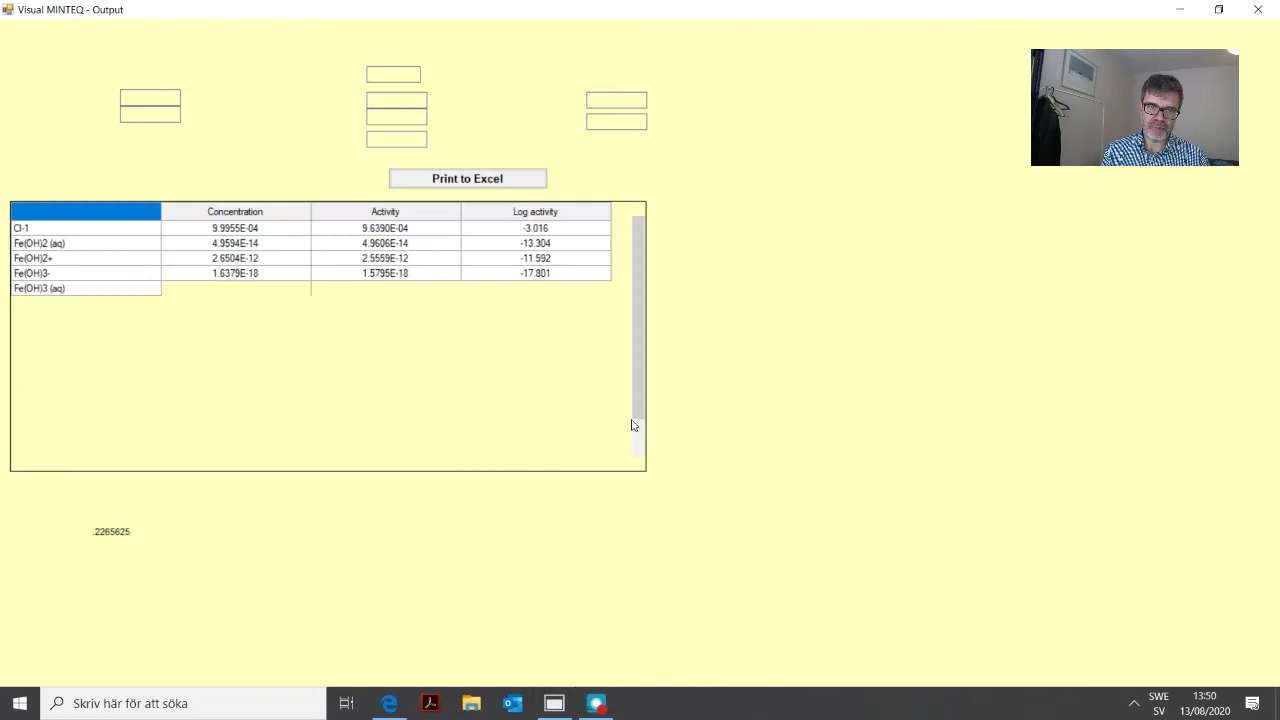 Visual MINTEQ - Output
Print to Excel
Concentration Activity Log activity
Cl-1 9.9955E-04 9.6390E-04 -3.016
Fe(OH)2 (aq) 4.9594E-14 4.9606E-14 -13.304
Fe(OH)2+ 2.6504E-12 2.5559E-12 -11.592
Fe(OH)3- 1.6379E-18 1.5795E-18 -17.801
Fe(OH)3 (aq)
.2265625
Skriv här för att söka
SWE 13:50
SV 13/08/2020